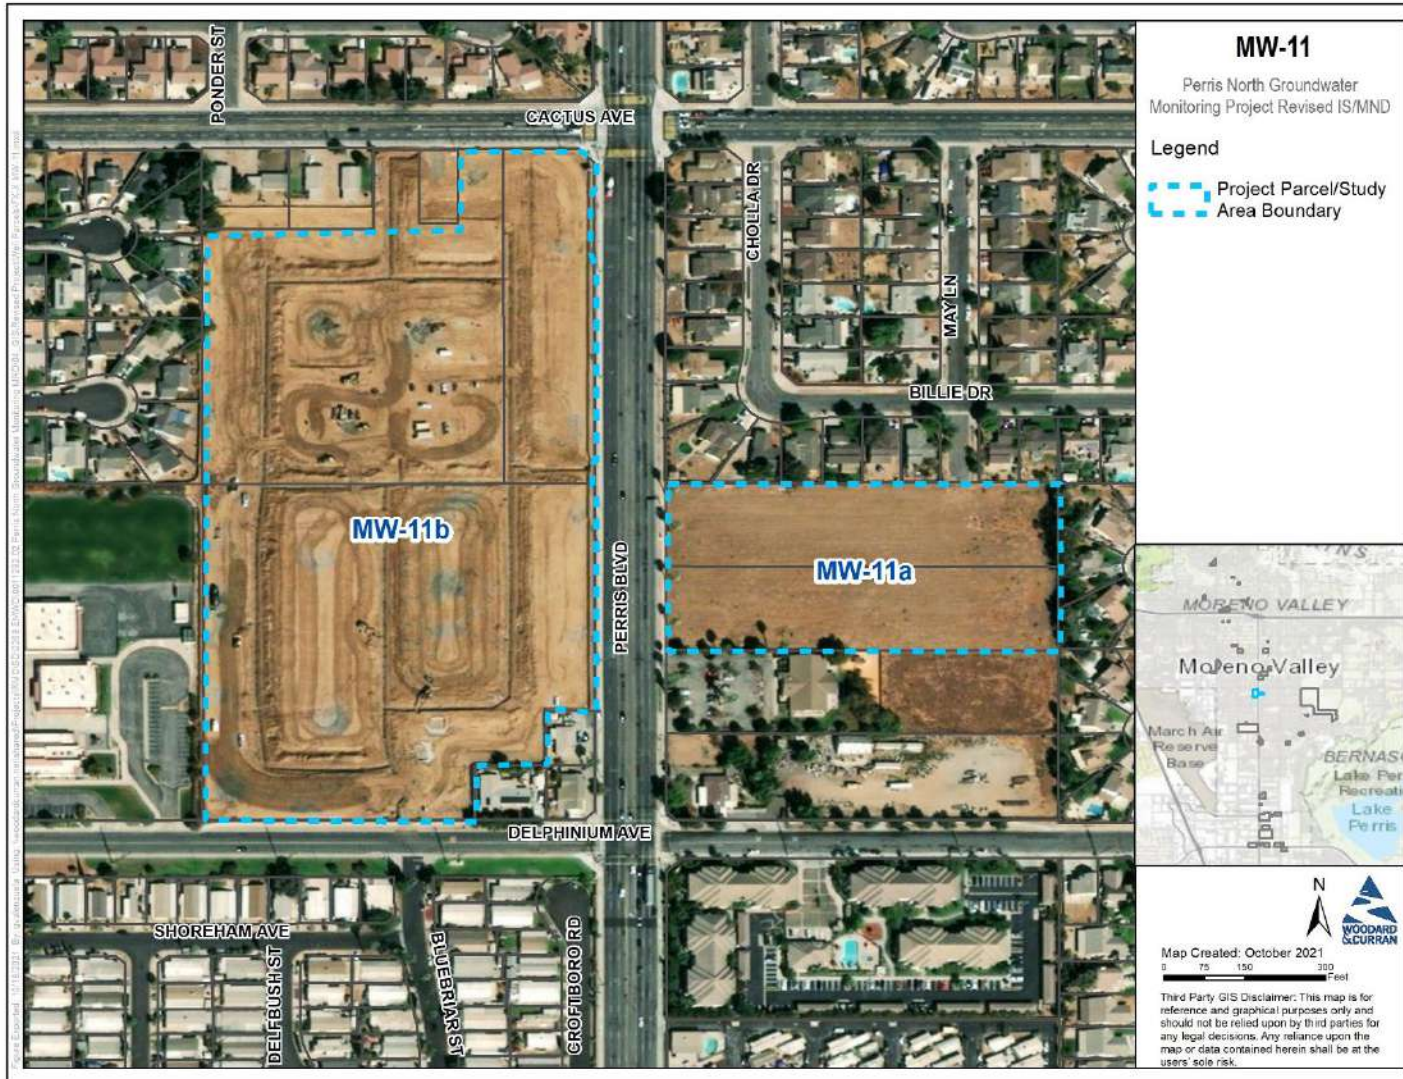 MW-11
Perris North Groundwater
Monitoring Project Revised IS/MND
Legend
Project Parcel/Study
Area Boundary
PONDER ST
CACTUS AVE
CHOLLA DR
MAY LN
BILLIE DR
MW-11b
PERRIS BLVD
MW-11a
DELPHINIUM AVE
SHOREHAM AVE
DELFBUSH ST
BLUEBRIAR ST
CROFTBORO RD
MORENO VALLEY
Moreno Valley
March Air
Reserve
Base
Lake
Perris
N
WOODARD
&CURRAN
Map Created: October 2021
0 75 150 300
Feet
Third Party GIS Disclaimer: This map is for
reference and graphical purposes only and
should not be relied upon by third parties for
any legal decisions. Any reliance upon the
map or data contained herein shall be at the
users' sole risk.